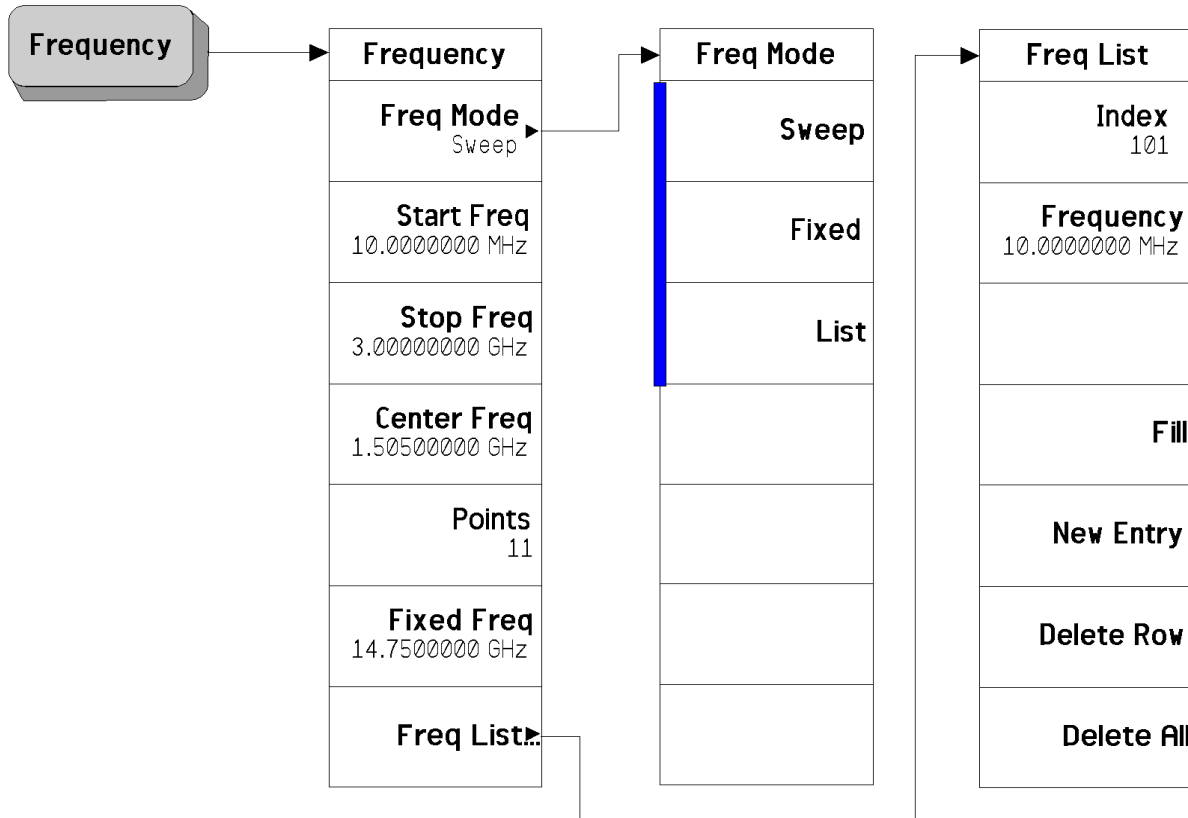 Frequency
Frequency
Freq Mode
Sweep
Start Freq
10.0000000 MHz
Stop Freq
3.00000000 GHz
Center Freq
1.50500000 GHz
Points
11
Fixed Freq
14.7500000 GHz
Freq List...
Freq Mode
Sweep
Fixed
List
Freq List
Index
101
Frequency
10.0000000 MHz
Fill
New Entry
Delete Row
Delete All